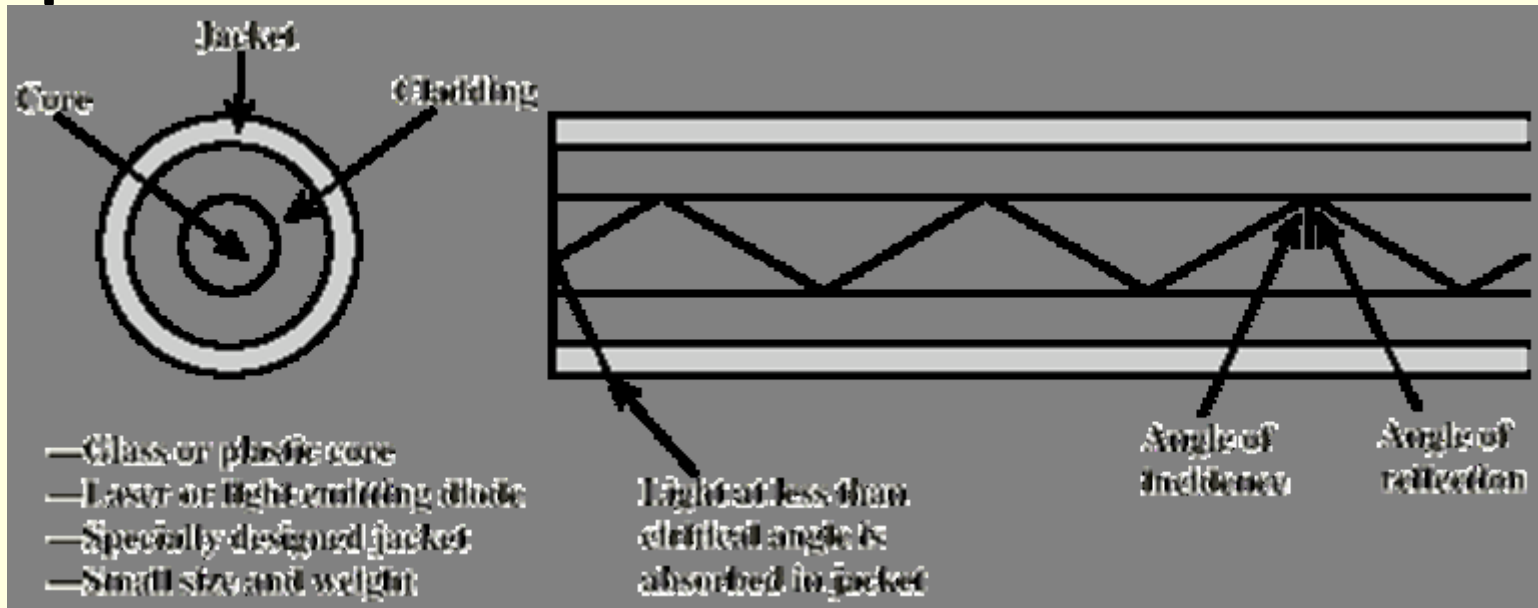 Jacket
Core
Cladding
—Glass or plastic core
—Laser or light emitting diode
—Specially designed jacket
—Small size and weight
Light at less than
critical angle is
absorbed in jacket
Angle of
incidency
Angle of
reflection